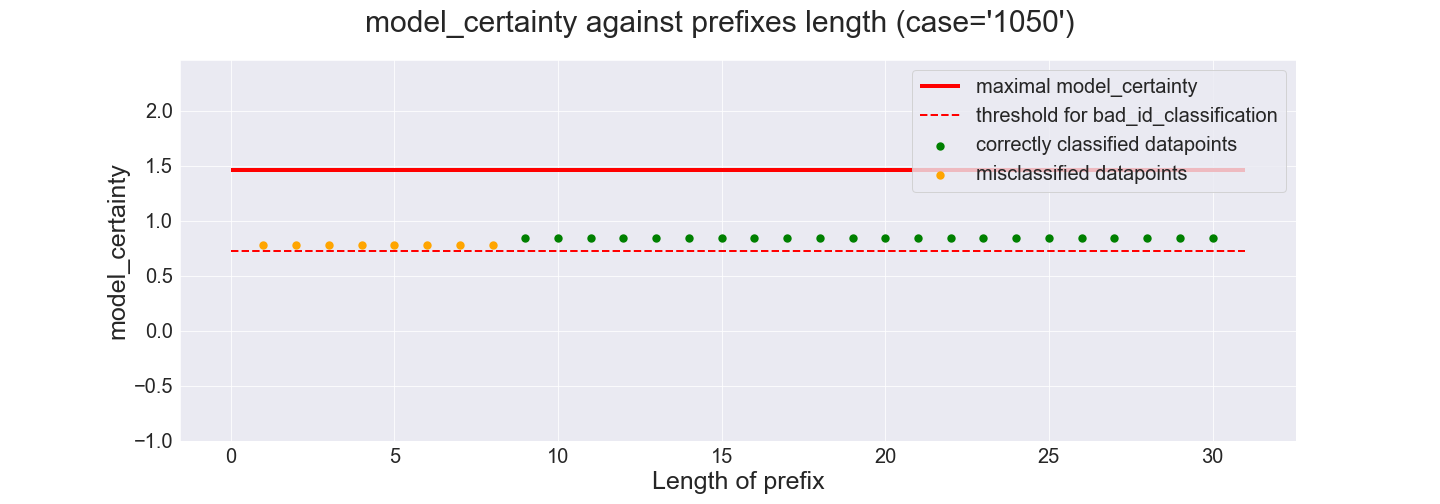 model_certainty against prefixes length (case='1050')
maximal model_certainty
threshold for bad_id_classification
correctly classified datapoints
misclassified datapoints
model_certainty
2.0
1.5
1.0
0.5
0.0
−0.5
−1.0
0 5 10 15 20 25 30
Length of prefix